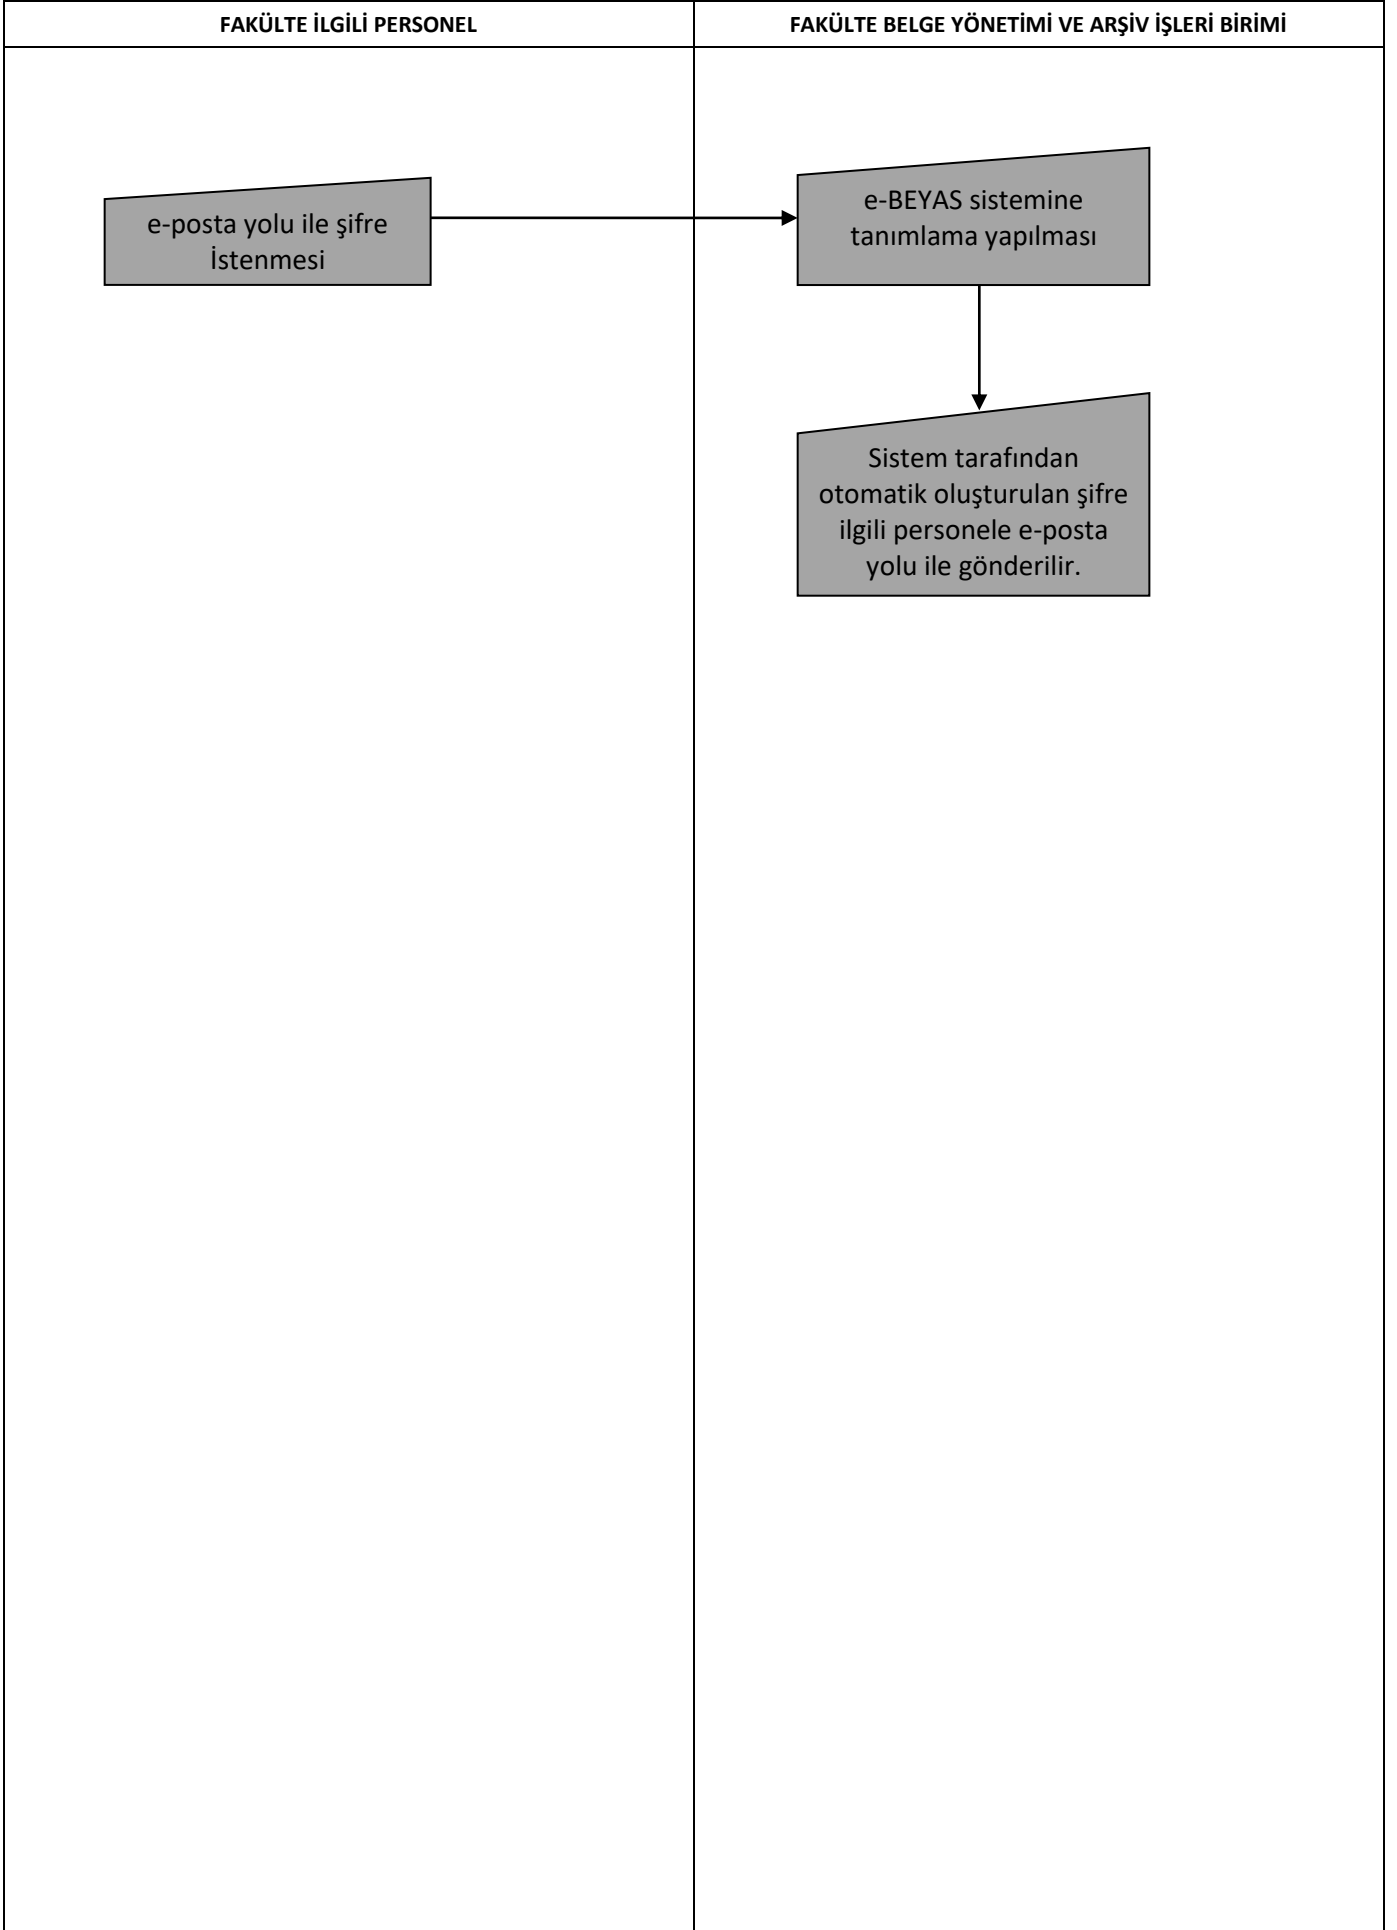 FAKÜLTE İLGİLİ PERSONEL
FAKÜLTE BELGE YÖNETİMİ VE ARŞİV İŞLERİ BİRİMİ
e-posta yolu ile şifre
İstenmesi
e-BEYAS sistemine
tanımlama yapılması
Sistem tarafından
otomatik oluşturulan şifre
ilgili personele e-posta
yolu ile gönderilir.